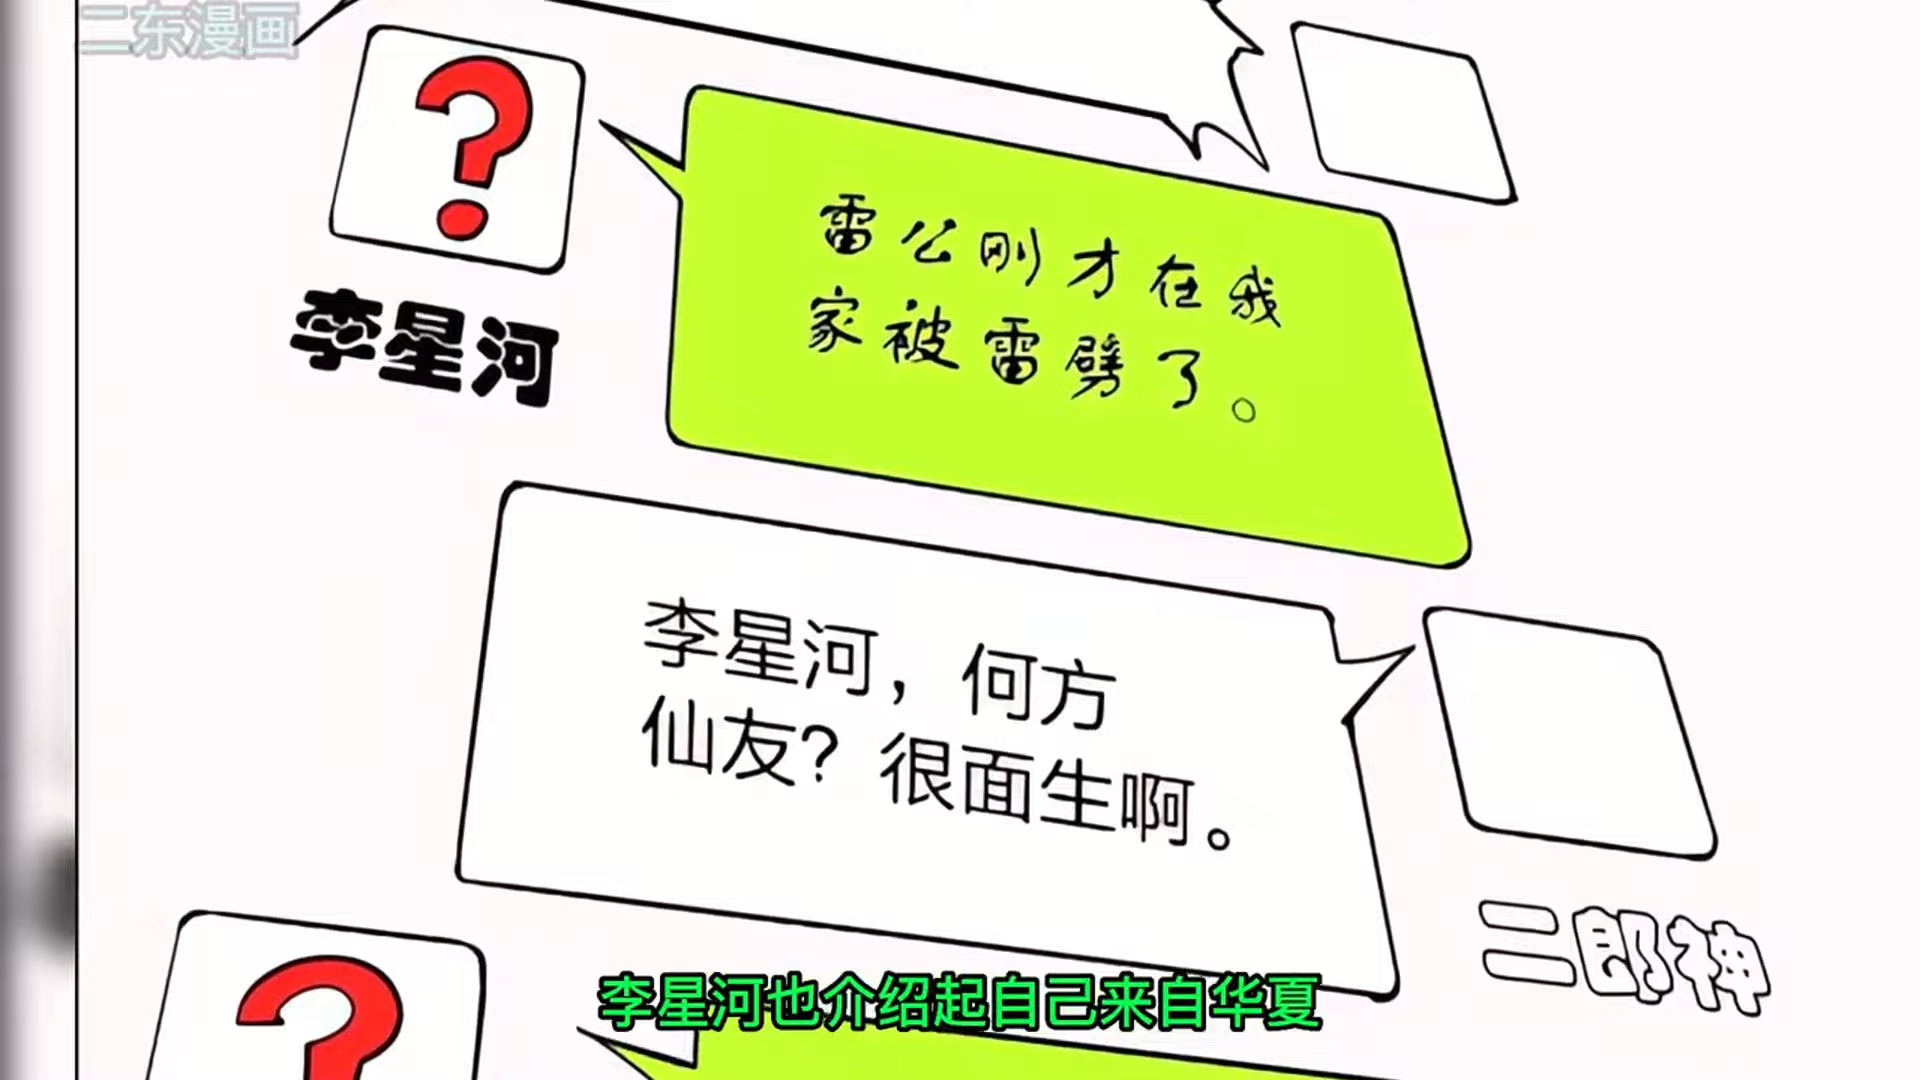 二东漫画
雷公刚才在我
家被雷劈了。
李星河
李星河，何方
仙友？很面生啊。
二郎神
李星河也介绍起自己来自华夏